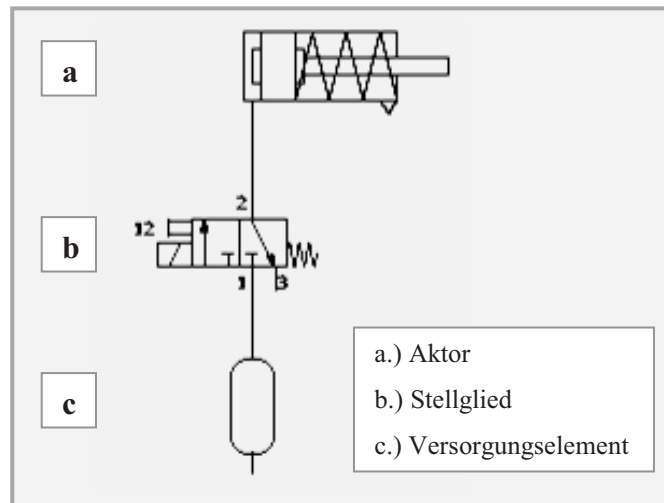 a
2
12
b
1 3
a.) Aktor
b.) Stellglied
c
c.) Versorgungselement